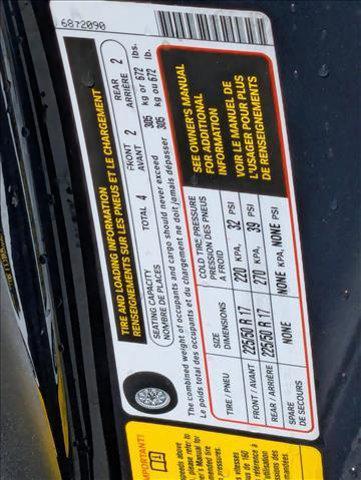 6872090
TIRE AND LOADING INFORMATION
RENSEIGNEMENTS SUR LES PNEUS ET LE CHARGEMENT
SEATING CAPACITY
NOMBRE DE PLACES
TOTAL 4
FRONT
AVANT 2
REAR
ARRIÈRE 2
The combined weight of occupants and cargo should never exceed 305 kg or 672 lbs.
Le poids total des occupants et du chargement ne doit jamais dépasser 305 kg ou 672 lb.
TIRE / PNEU
SIZE
DIMENSIONS
COLD TIRE PRESSURE
PRESSION DES PNEUS
A FROID
FRONT / AVANT 225/50 R 17 220 KPA, 32 PSI
REAR / ARRIÈRE 225/50 R 17 270 KPA, 39 PSI
SPARE
DE SECOURS NONE NONE KPA, NONE PSI
SEE OWNER'S MANUAL
FOR ADDITIONAL
INFORMATION
VOIR LE MANUEL DE
L'USAGER POUR PLUS
DE RENSEIGNEMENTS
IMPORTANT!